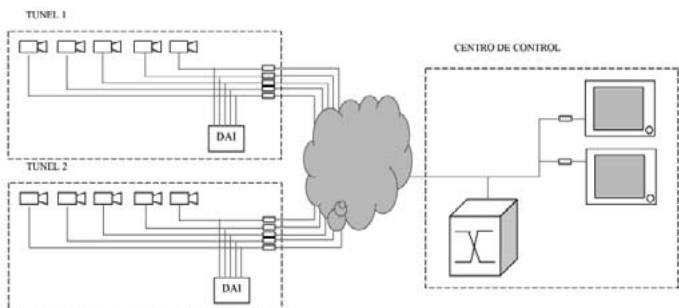 TUNEL 1
DAI
TUNEL 2
DAI
CENTRO DE CONTROL